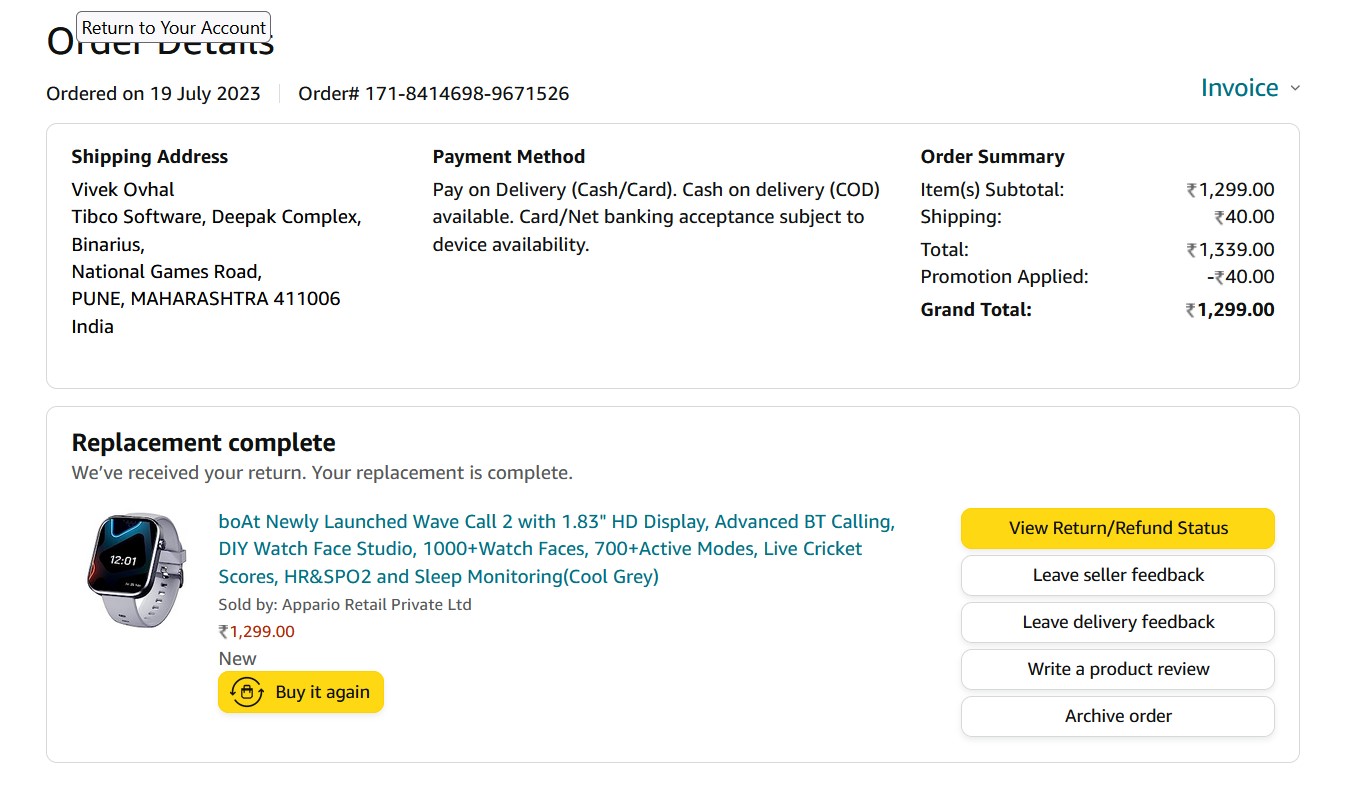 Return to Your Account
Order Details
Ordered on 19 July 2023 Order# 171-8414698-9671526
Invoice
Shipping Address
Vivek Ovhal
Tibco Software, Deepak Complex,
Binarius,
National Games Road,
PUNE, MAHARASHTRA 411006
India
Payment Method
Pay on Delivery (Cash/Card). Cash on delivery (COD)
available. Card/Net banking acceptance subject to
device availability.
Order Summary
Item(s) Subtotal: ₹1,299.00
Shipping: ₹40.00
Total: ₹1,339.00
Promotion Applied: -₹40.00
Grand Total: ₹1,299.00
Replacement complete
We’ve received your return. Your replacement is complete.
12:01
boAt Newly Launched Wave Call 2 with 1.83" HD Display, Advanced BT Calling,
DIY Watch Face Studio, 1000+Watch Faces, 700+Active Modes, Live Cricket
Scores, HR&SPO2 and Sleep Monitoring(Cool Grey)
Sold by: Appario Retail Private Ltd
₹1,299.00
New
Buy it again
View Return/Refund Status
Leave seller feedback
Leave delivery feedback
Write a product review
Archive order